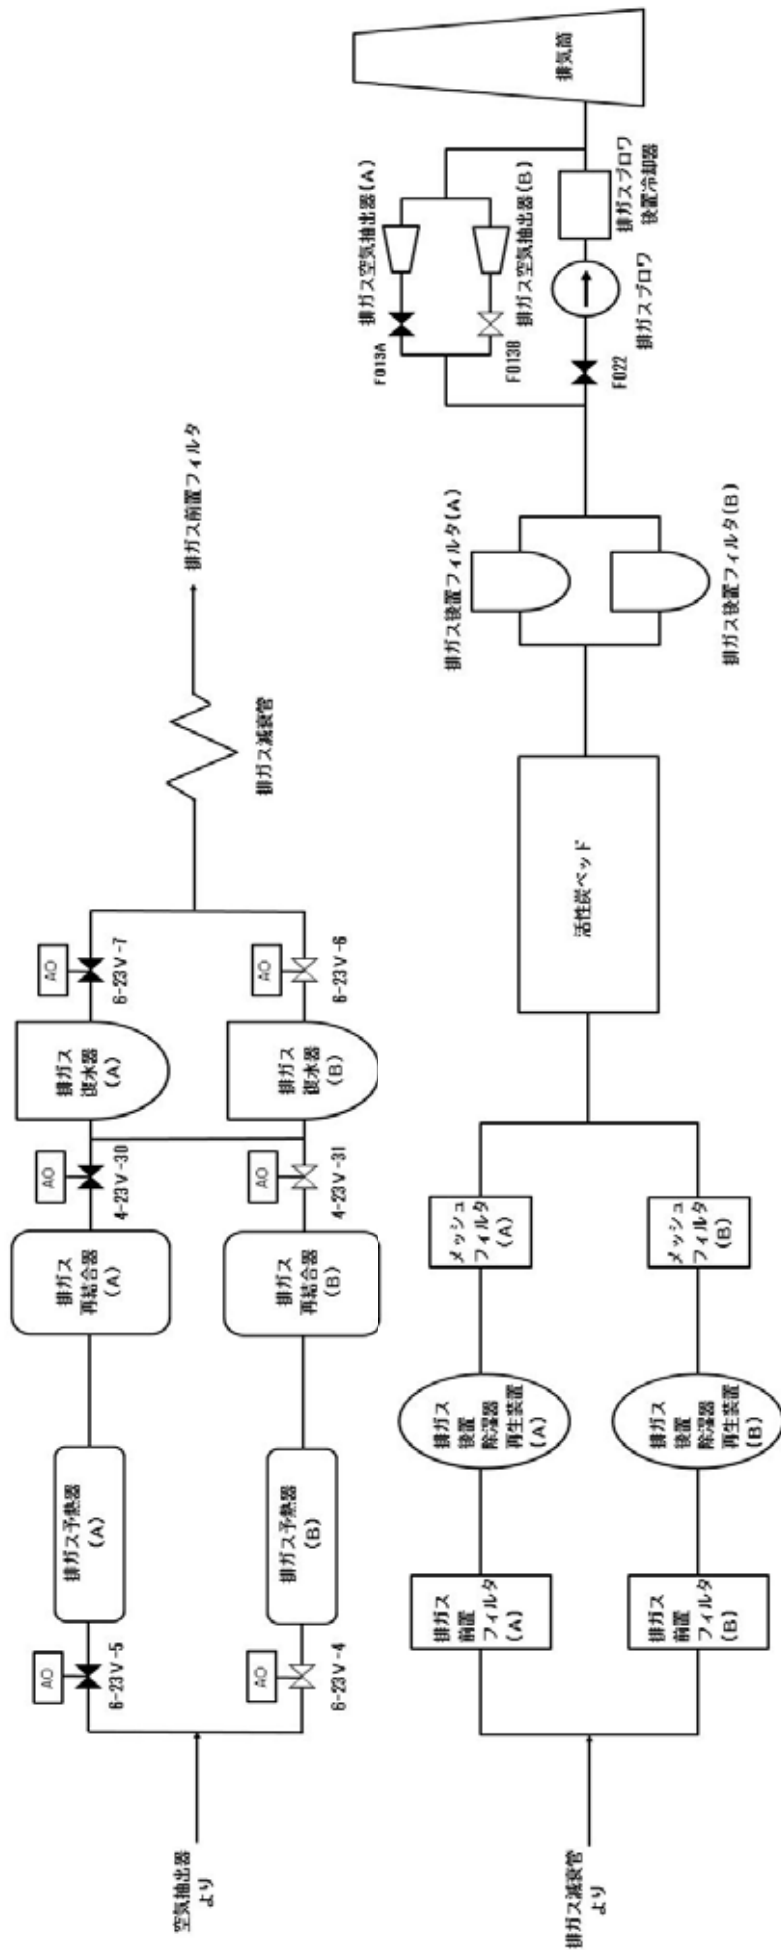 空気抽出器
より
AO
6-23V-5
排ガス予熱器
(A)
排ガス
再結合器
(A)
AO
4-23V-30
排ガス
復水器
(A)
AO
6-23V-7
AO
6-23V-4
排ガス予熱器
(B)
排ガス
再結合器
(B)
AO
4-23V-31
排ガス
復水器
(B)
AO
6-23V-6
排ガス減衰管
排ガス前置フィルタ
排ガス減衰管
より
排ガス
前置
フィルタ
(A)
排ガス
後置
除湿器
再生装置
(A)
メッシュ
フィルタ
(A)
排ガス
前置
フィルタ
(B)
排ガス
後置
除湿器
再生装置
(B)
メッシュ
フィルタ
(B)
活性炭ベッド
排ガス後置フィルタ(A)
排ガス後置フィルタ(B)
F013A
排ガス空気抽出器(A)
F013B
排ガス空気抽出器(B)
F022
排ガスブロワ
排ガスブロワ
後置冷却器
排気筒